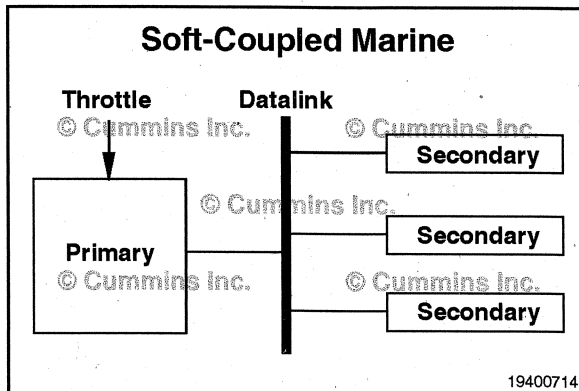 Soft-Coupled Marine
Throttle
Datalink
© Cummins Inc.
© Cummins Inc.
Secondary
© Cummins Inc.
Primary
Secondary
© Cummins Inc.
© Cummins Inc.
Secondary
19400714